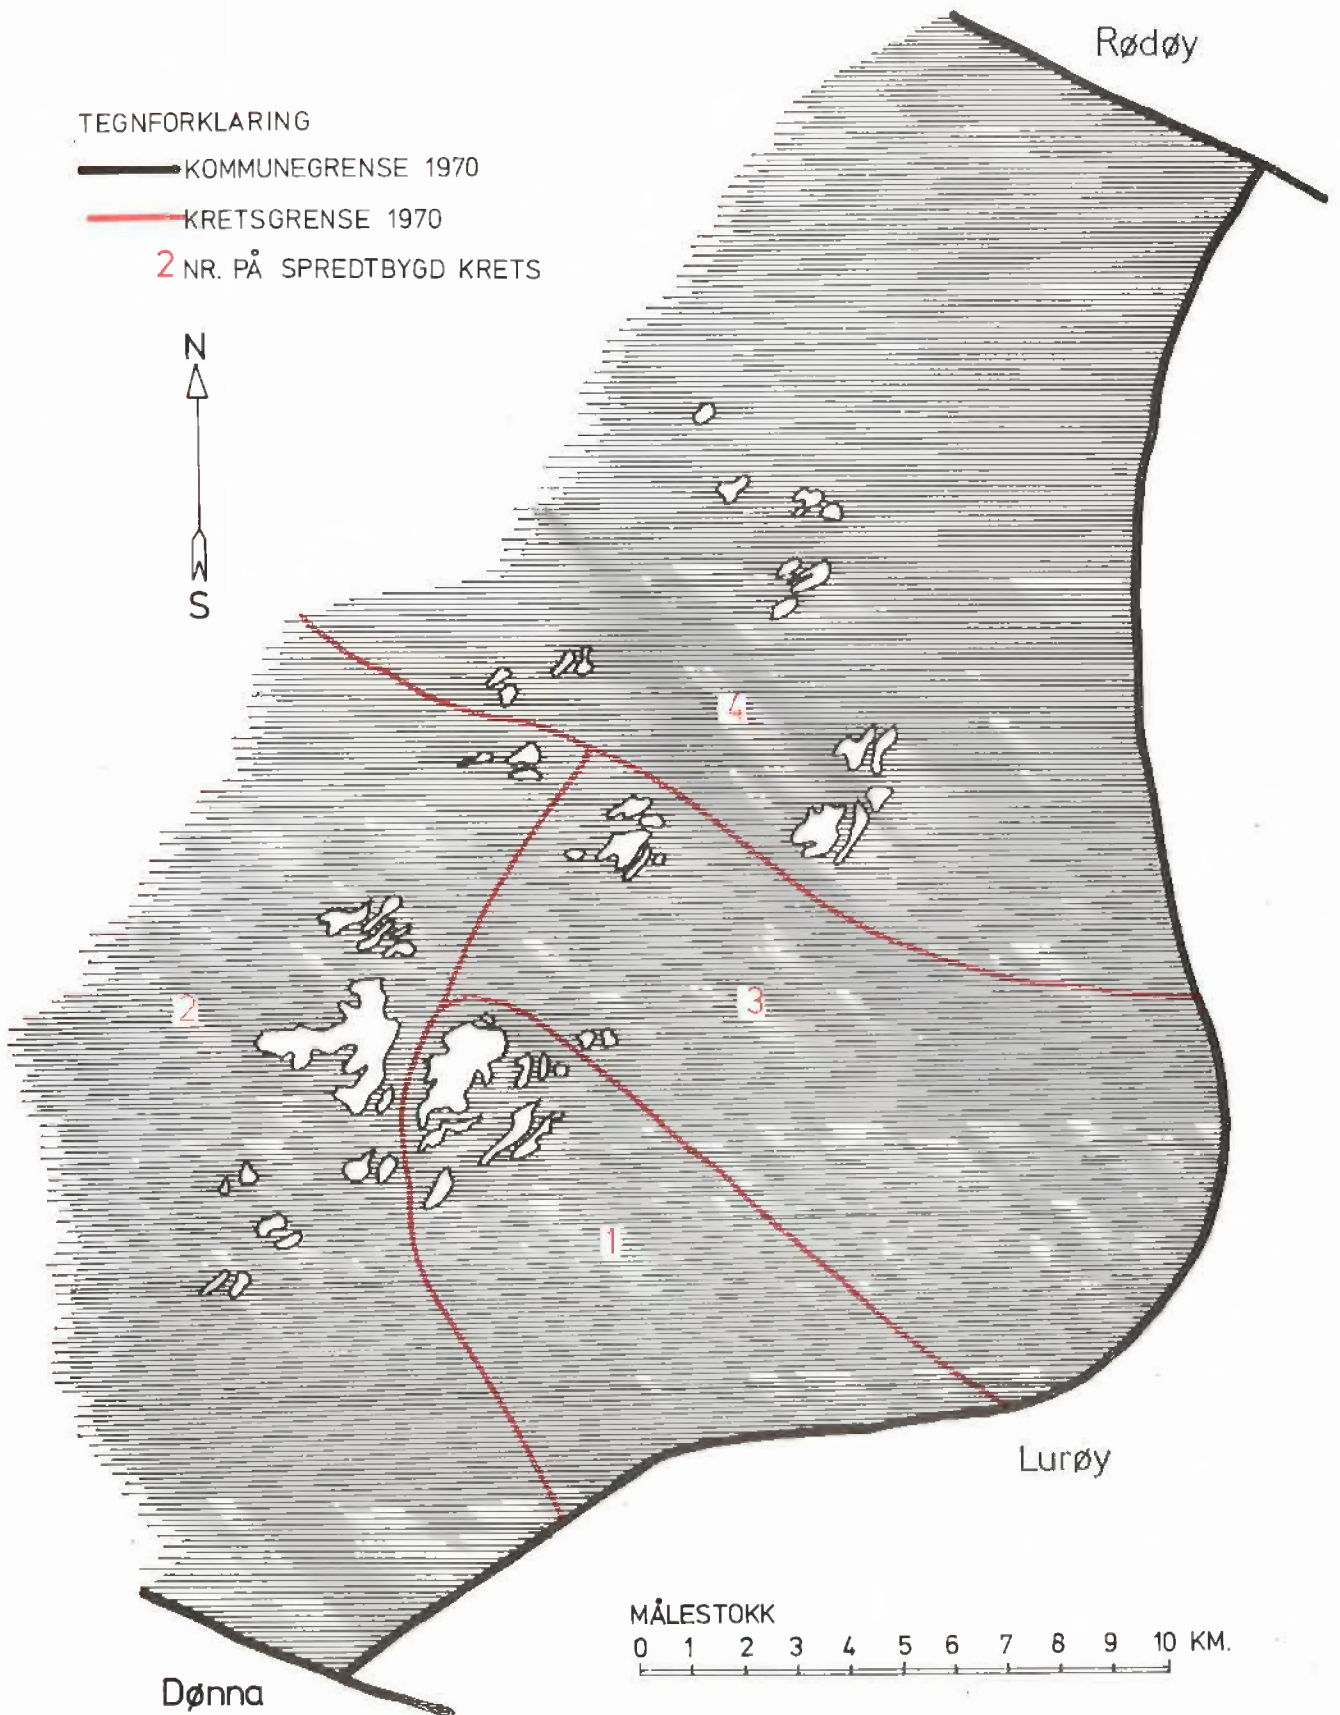 Rødøy
TEGNFORKLARING
KOMMUNEGRENSE 1970
KRETSGRENSE 1970
2 NR. PÅ SPREDTBYGD KRETS
N
S
4
2
3
1
Lurøy
MÅLESTOKK
0 1 2 3 4 5 6 7 8 9 10 KM.
Dønna